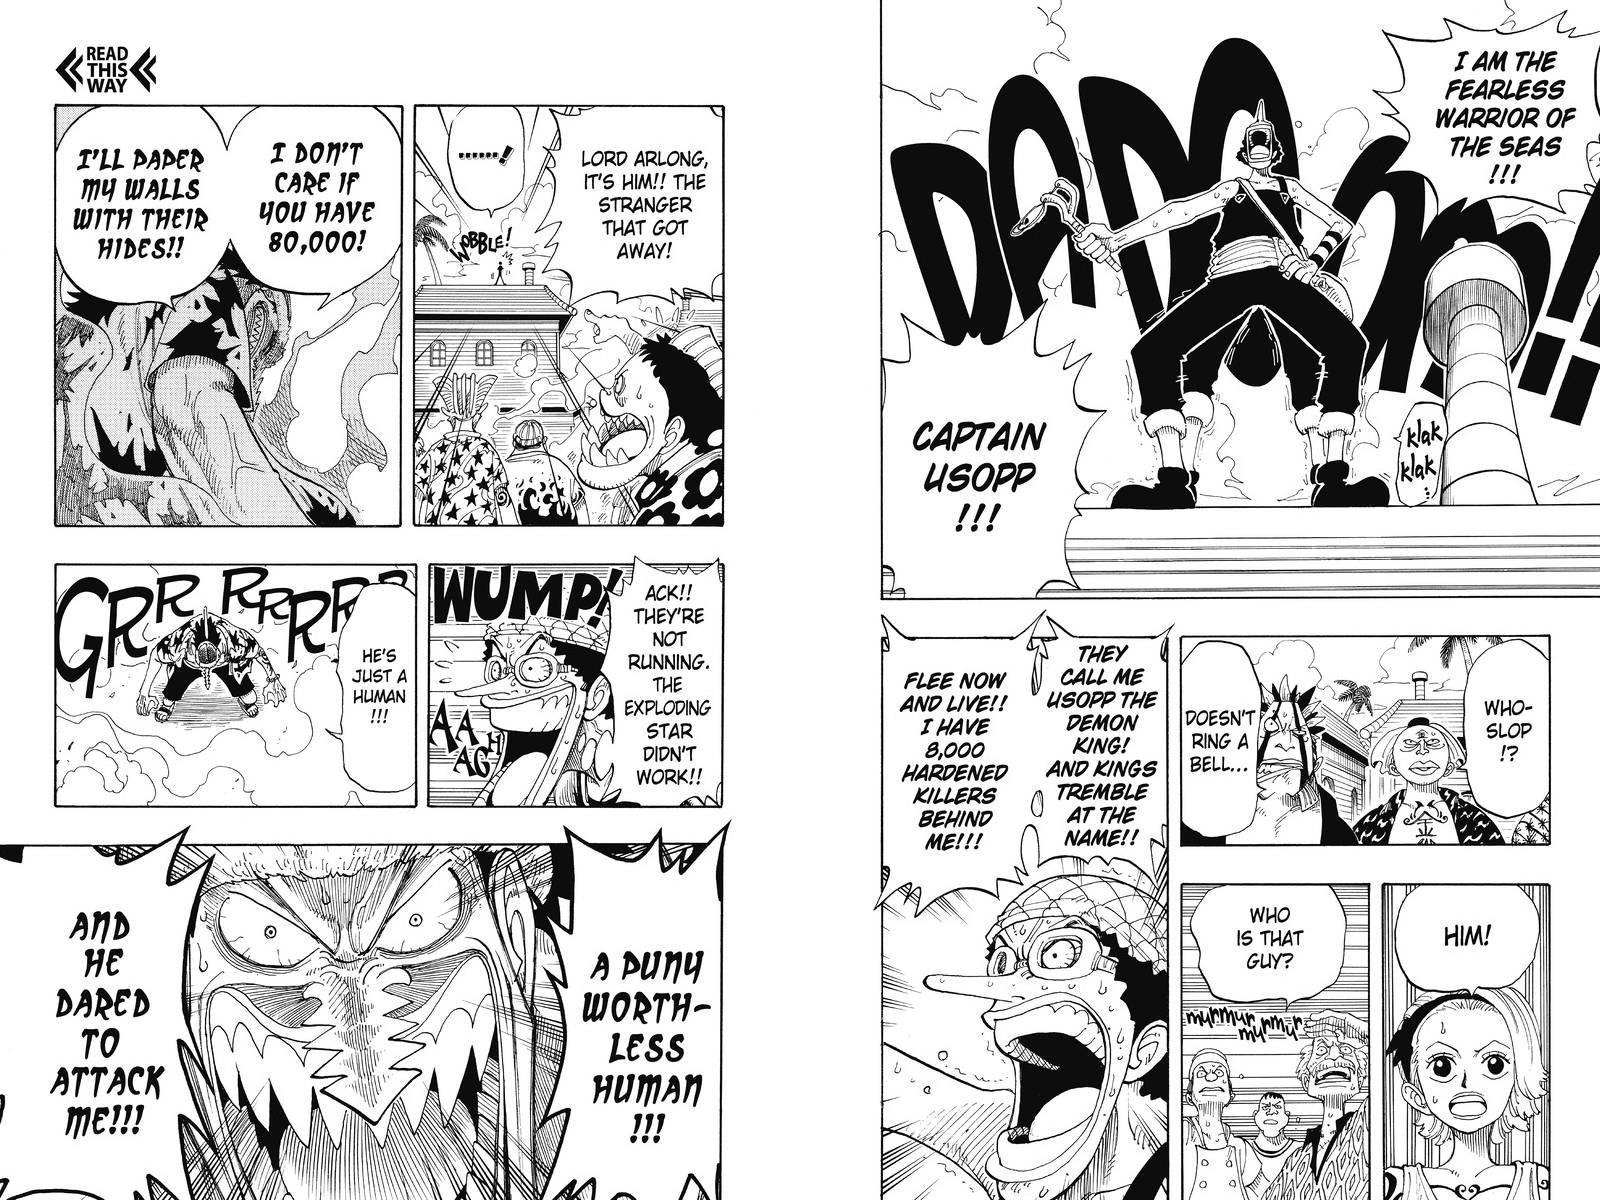 I AM THE
FEARLESS
WARRIOR OF
THE SEAS
!!!
DADOOM!!
CAPTAIN
USOPP
!!!
klak
klak
...
WHO-
SLOP
!?
DOESN'T
RING A
BELL...
HIM!
WHO
IS THAT
GUY?
murmur
murmur
THEY
CALL ME
USOPP THE
DEMON
KING!
AND KINGS
TREMBLE
AT THE
NAME!!
FLEE NOW
AND LIVE!!
I HAVE
8,000
HARDENED
KILLERS
BEHIND
ME!!!
READ
THIS
WAY
LORD ARLONG,
IT'S HIM!! THE
STRANGER
THAT GOT
AWAY!
......!
WOBBLE!
I DON'T
CARE IF
YOU HAVE
80,000!
I'LL PAPER
MY WALLS
WITH THEIR
HIDES!!
WUMP!
ACK!!
THEY'RE
NOT
RUNNING.
THE
EXPLODING
STAR
DIDN'T
WORK!!
AAH
AGH
GRR RRRRRR
HE'S
JUST A
HUMAN
!!!
A PUNY
WORTH-
LESS
HUMAN
!!!
AND
HE
DARED
TO
ATTACK
ME!!!